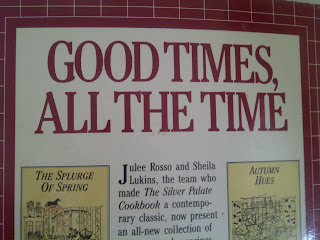 GOOD TIMES,
ALL THE TIME
THE SPLURGE
OF SPRING
Julee Rosso and Sheila
Lukins, the team who
made The Silver Palate
Cookbook a contempo-
rary classic, now present
an all-new collection of
AUTUMN
HUES